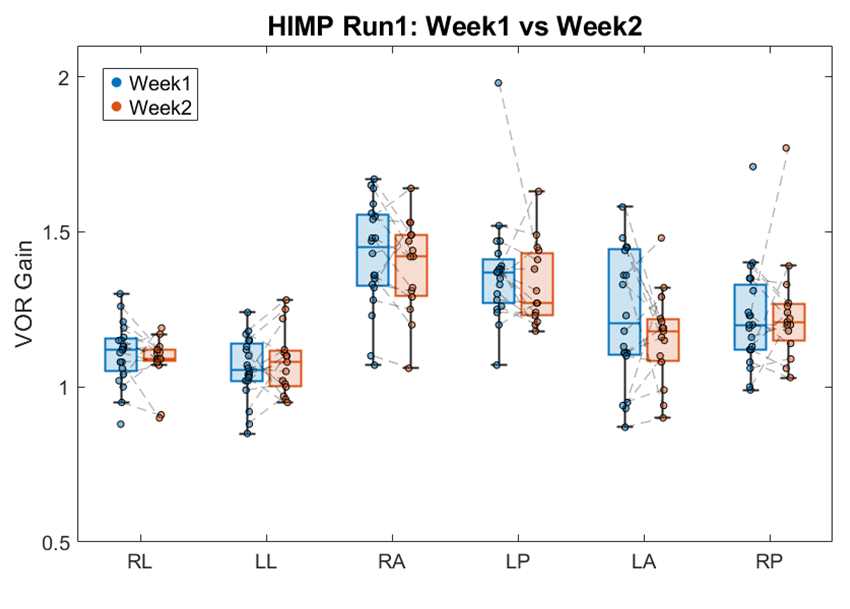 HIMP Run1: Week1 vs Week2
2
Week1
Week2
1.5
VOR Gain
1
0.5
RL LL RA LP LA RP